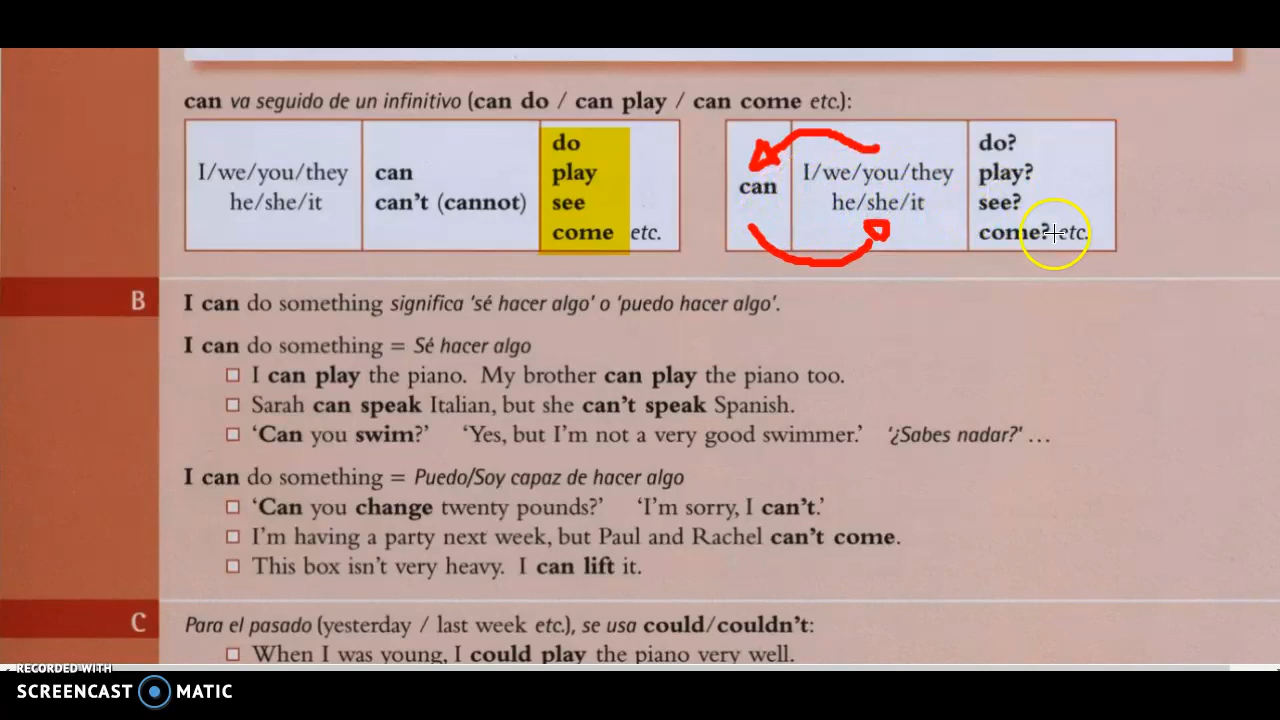 can va seguido de un infinitivo (can do / can play / can come etc.):
I/we/you/they
he/she/it
can
can't (cannot)
do
play
see
come etc.
can
I/we/you/they
he/she/it
do?
play?
see?
come? etc.
B
I can do something significa 'sé hacer algo' o 'puedo hacer algo'.
I can do something = Sé hacer algo
I can play the piano. My brother can play the piano too.
Sarah can speak Italian, but she can't speak Spanish.
'Can you swim?' 'Yes, but I'm not a very good swimmer.' '¿Sabes nadar?' …
I can do something = Puedo/Soy capaz de hacer algo
'Can you change twenty pounds?' 'I'm sorry, I can't.'
I'm having a party next week, but Paul and Rachel can't come.
This box isn't very heavy. I can lift it.
C
Para el pasado (yesterday / last week etc.), se usa could/couldn't:
When I was young, I could play the piano very well.
RECORDED WITH
SCREENCAST MATIC